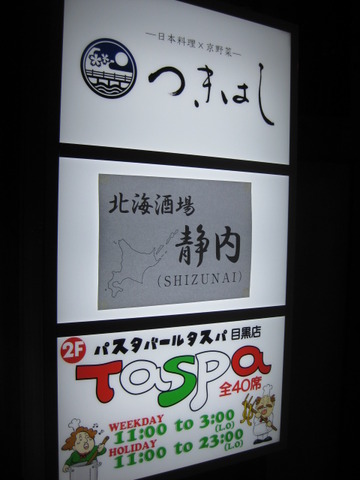 —日本料理×京野菜—
つきはし
北海酒場
静内
(SHIZUNAI)
2F パスタバールタスパ 目黒店
Taspa
全40席
WEEKDAY
11:00 to 3:00
(L.O)
HOLIDAY
11:00 to 23:00
(L.O)